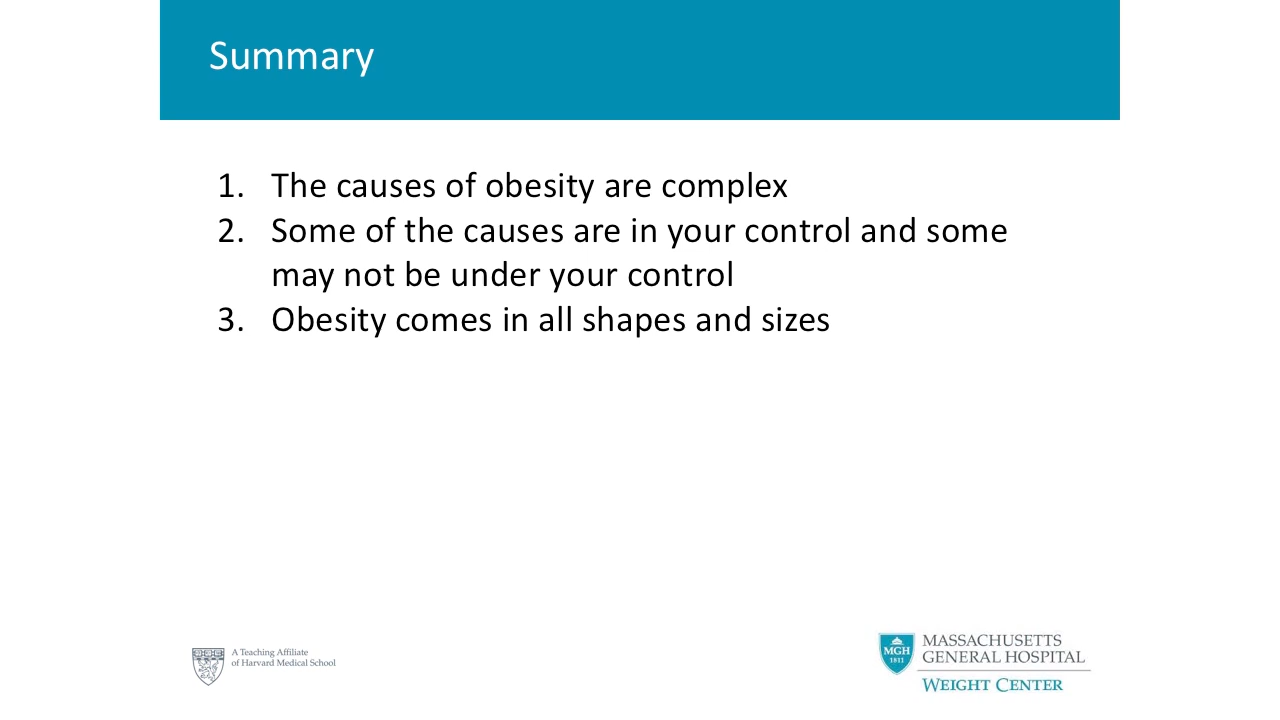 Summary
1. The causes of obesity are complex
2. Some of the causes are in your control and some
may not be under your control
3. Obesity comes in all shapes and sizes
A Teaching Affiliate
of Harvard Medical School
MGH
1811
MASSACHUSETTS
GENERAL HOSPITAL
WEIGHT CENTER